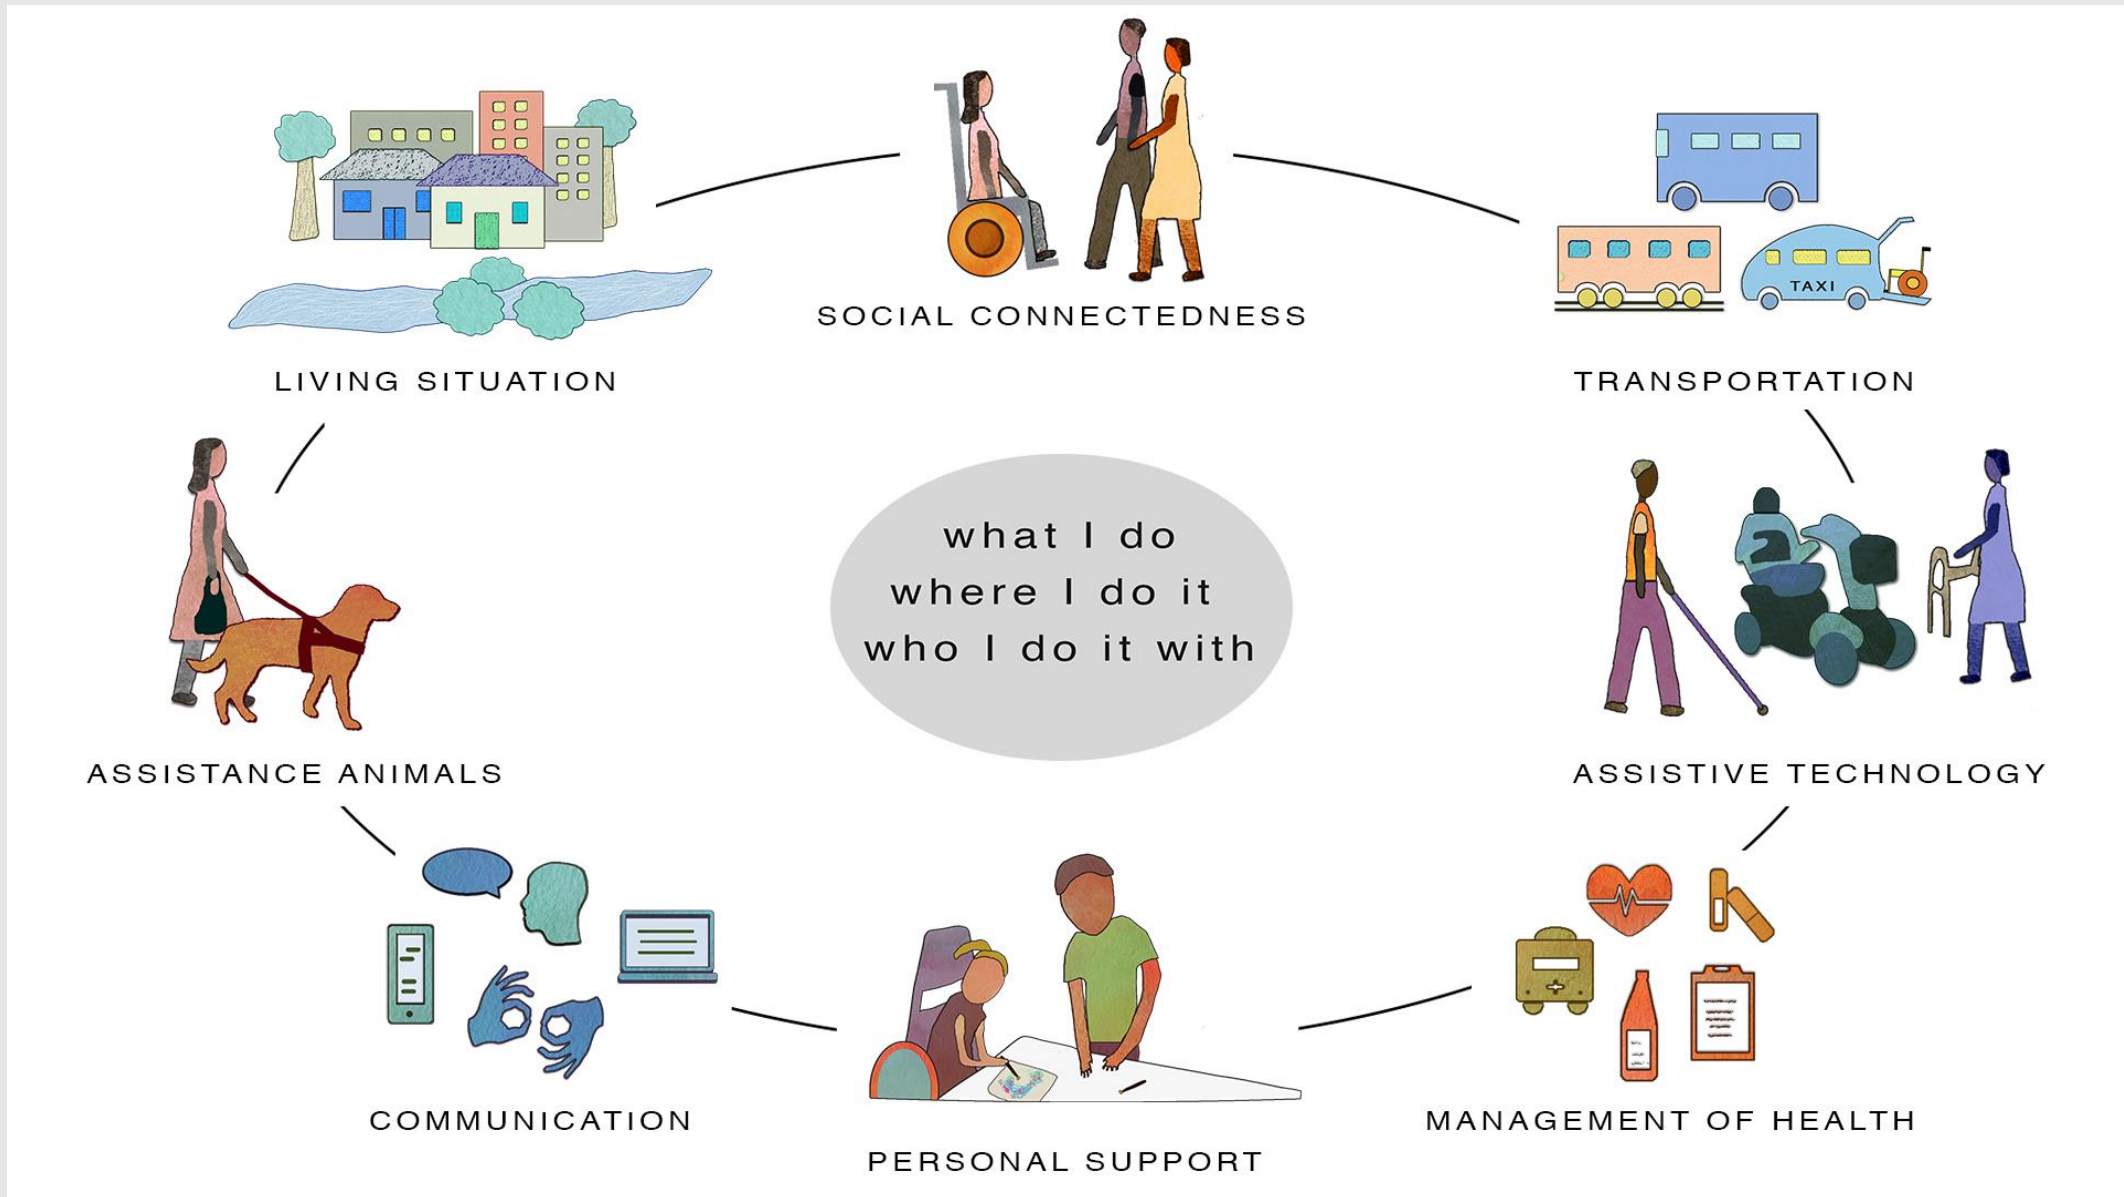 SOCIAL CONNECTEDNESS
TAXI
LIVING SITUATION
TRANSPORTATION
what I do
where I do it
who I do it with
ASSISTANCE ANIMALS
ASSISTIVE TECHNOLOGY
COMMUNICATION
MANAGEMENT OF HEALTH
PERSONAL SUPPORT